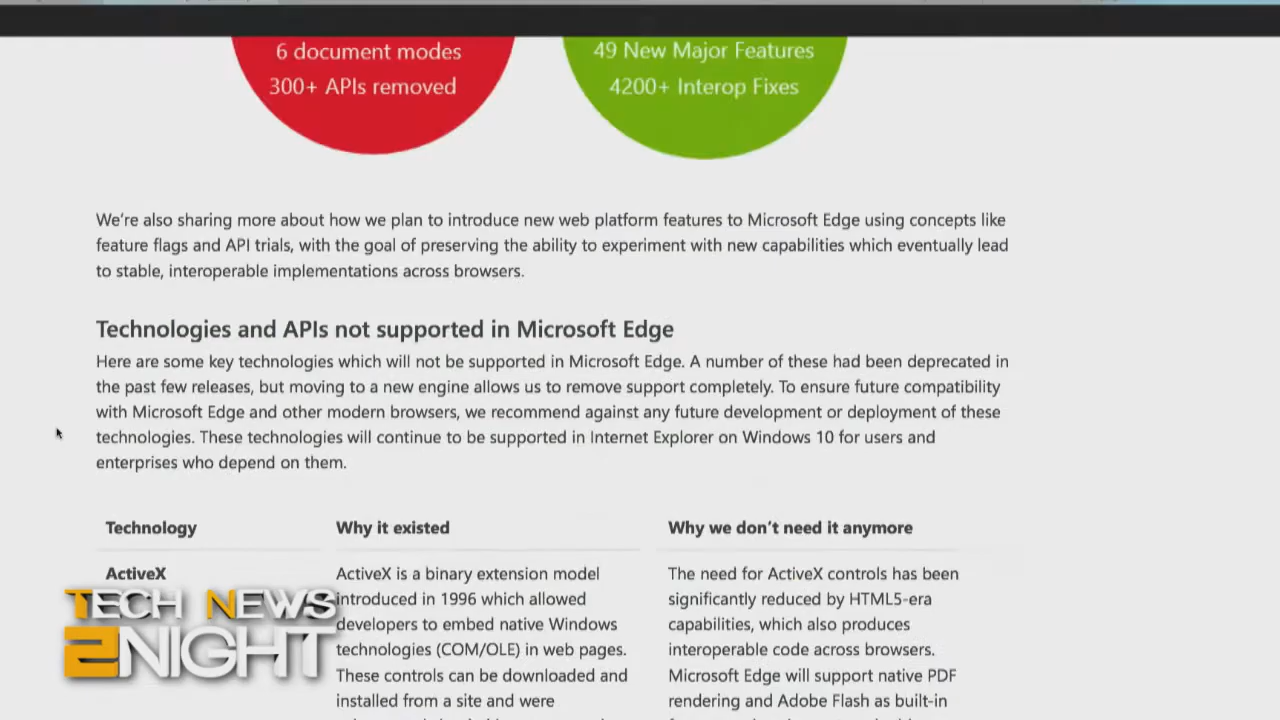 6 document modes
300+ APIs removed
49 New Major Features
4200+ Interop Fixes
We're also sharing more about how we plan to introduce new web platform features to Microsoft Edge using concepts like
feature flags and API trials, with the goal of preserving the ability to experiment with new capabilities which eventually lead
to stable, interoperable implementations across browsers.
Technologies and APIs not supported in Microsoft Edge
Here are some key technologies which will not be supported in Microsoft Edge. A number of these had been deprecated in
the past few releases, but moving to a new engine allows us to remove support completely. To ensure future compatibility
with Microsoft Edge and other modern browsers, we recommend against any future development or deployment of these
technologies. These technologies will continue to be supported in Internet Explorer on Windows 10 for users and
enterprises who depend on them.
Technology
Why it existed
Why we don't need it anymore
ActiveX
ActiveX is a binary extension model
introduced in 1996 which allowed
developers to embed native Windows
technologies (COM/OLE) in web pages.
These controls can be downloaded and
installed from a site and were
The need for ActiveX controls has been
significantly reduced by HTML5-era
capabilities, which also produces
interoperable code across browsers.
Microsoft Edge will support native PDF
rendering and Adobe Flash as built-in
TECH NEWS
2NIGHT